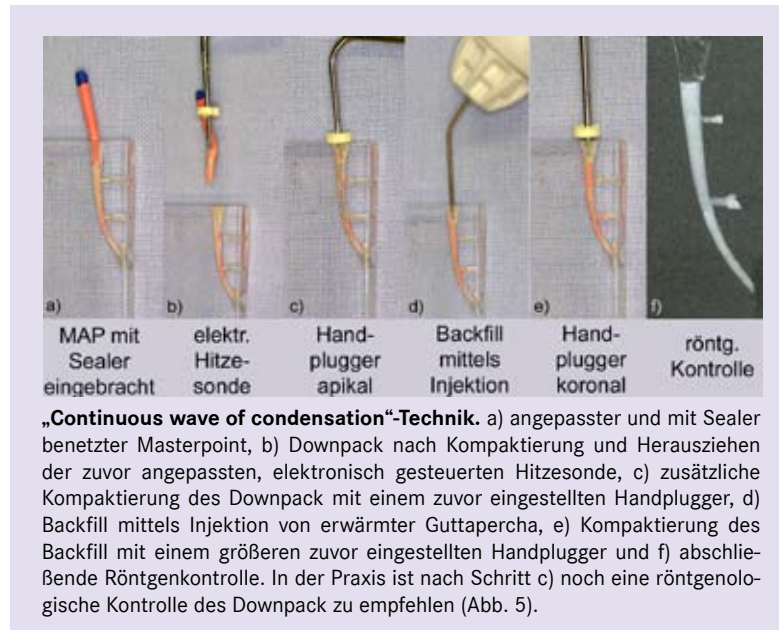 a)
b)
c)
d)
e)
f)
MAP mit
Sealer
eingebracht
elektr.
Hitze-
sonde
Hand-
plugger
apikal
Backfill
mittels
Injektion
Hand-
plugger
koronal
röntg.
Kontrolle
„Continuous wave of condensation“-Technik. a) angepasster und mit Sealer
benetzter Masterpoint, b) Downpack nach Kompaktierung und Herausziehen
der zuvor angepassten, elektronisch gesteuerten Hitzesonde, c) zusätzliche
Kompaktierung des Downpack mit einem zuvor eingestellten Handplugger, d)
Backfill mittels Injektion von erwärmter Guttapercha, e) Kompaktierung des
Backfill mit einem größeren zuvor eingestellten Handplugger und f) abschlie-
ßende Röntgenkontrolle. In der Praxis ist nach Schritt c) noch eine röntgenolo-
gische Kontrolle des Downpack zu empfehlen (Abb. 5).